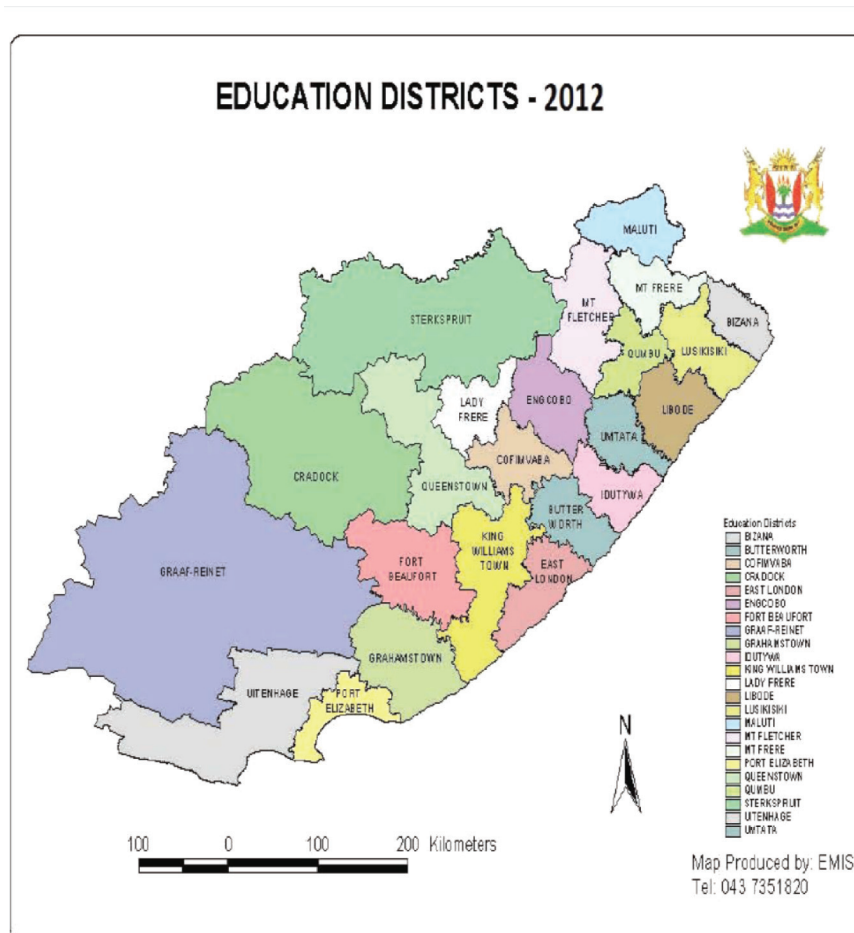 EDUCATION DISTRICTS - 2012
MALUTI
MT FRERE
MT
FLETCHER
BIZANA
STERKSPRUIT
QUMBU
LUSIKISIKI
LADY
FRERE
ENGCOBO
LIBODE
UMTATA
COFIMVABA
CRADOCK
QUEENSTOWN
IDUTYWA
BUTTER
WORTH
KING
WILLIAMS
TOWN
FORT
BEAUFORT
EAST
LONDON
GRAAF-REINET
GRAHAMSTOWN
UITENHAGE
PORT
ELIZABETH
Education Districts
BIZANA
BUTTERWORTH
COFIMVABA
CRADOCK
EAST LONDON
ENGCOBO
FORT BEAUFORT
GRAAF-REINET
GRAHAMSTOWN
IDUTYWA
KING WILLIAMS TOWN
LADY FRERE
LIBODE
LUSIKISIKI
MALUTI
MT FLETCHER
MT FRERE
PORT ELIZABETH
QUEENSTOWN
QUMBU
STERKSPRUIT
UITENHAGE
UMTATA
N
100 0 100 200 Kilometers
Map Produced by: EMIS
Tel: 043 7351820